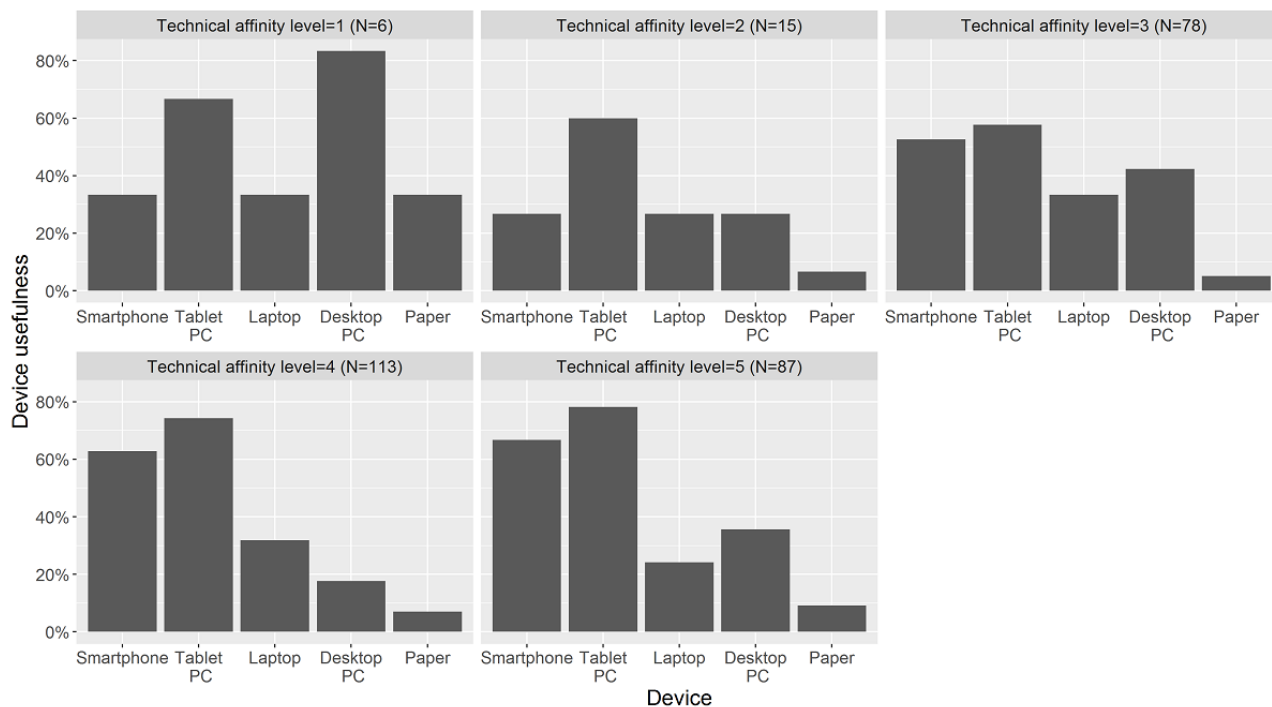 Technical affinity level=1 (N=6)
Technical affinity level=2 (N=15)
Technical affinity level=3 (N=78)
80%
60%
40%
20%
0%
Smartphone Tablet PC Laptop Desktop PC Paper
Smartphone Tablet PC Laptop Desktop PC Paper
Smartphone Tablet PC Laptop Desktop PC Paper
Device usefulness
Technical affinity level=4 (N=113)
Technical affinity level=5 (N=87)
80%
60%
40%
20%
0%
Smartphone Tablet PC Laptop Desktop PC Paper
Smartphone Tablet PC Laptop Desktop PC Paper
Device